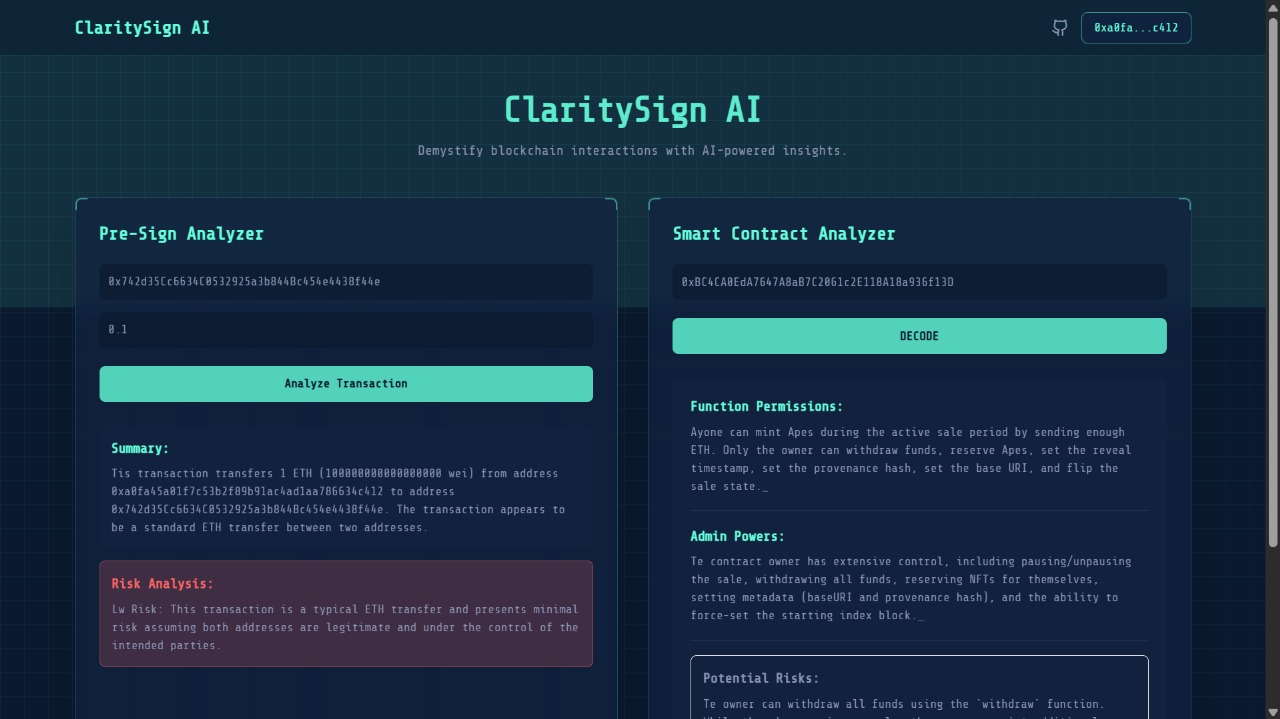 ClaritySign AI
0xa0fa...c412
ClaritySign AI
Demystify blockchain interactions with AI-powered insights.
Pre-Sign Analyzer
0x742d35Cc6634C0532925a3b844Bc454e4438f44e
0.1
Analyze Transaction
Summary:
Tis transaction transfers 1 ETH (100000000000000000 wei) from address
0xa0fa45a01f7c53b2f89b91ac4ad1aa786634c412 to address
0x742d35Cc6634C0532925a3b844Bc454e4438f44e. The transaction appears to
be a standard ETH transfer between two addresses.
Risk Analysis:
Lw Risk: This transaction is a typical ETH transfer and presents minimal
risk assuming both addresses are legitimate and under the control of the
intended parties.
Smart Contract Analyzer
0xBC4CA0EdA7647A8aB7C2061c2E118A18a936f13D
DECODE
Function Permissions:
Ayone can mint Apes during the active sale period by sending enough
ETH. Only the owner can withdraw funds, reserve Apes, set the reveal
timestamp, set the provenance hash, set the base URI, and flip the
sale state._
Admin Powers:
Te contract owner has extensive control, including pausing/unpausing
the sale, withdrawing all funds, reserving NFTs for themselves,
setting metadata (baseURI and provenance hash), and the ability to
force-set the starting index block._
Potential Risks:
Te owner can withdraw all funds using the `withdraw` function.